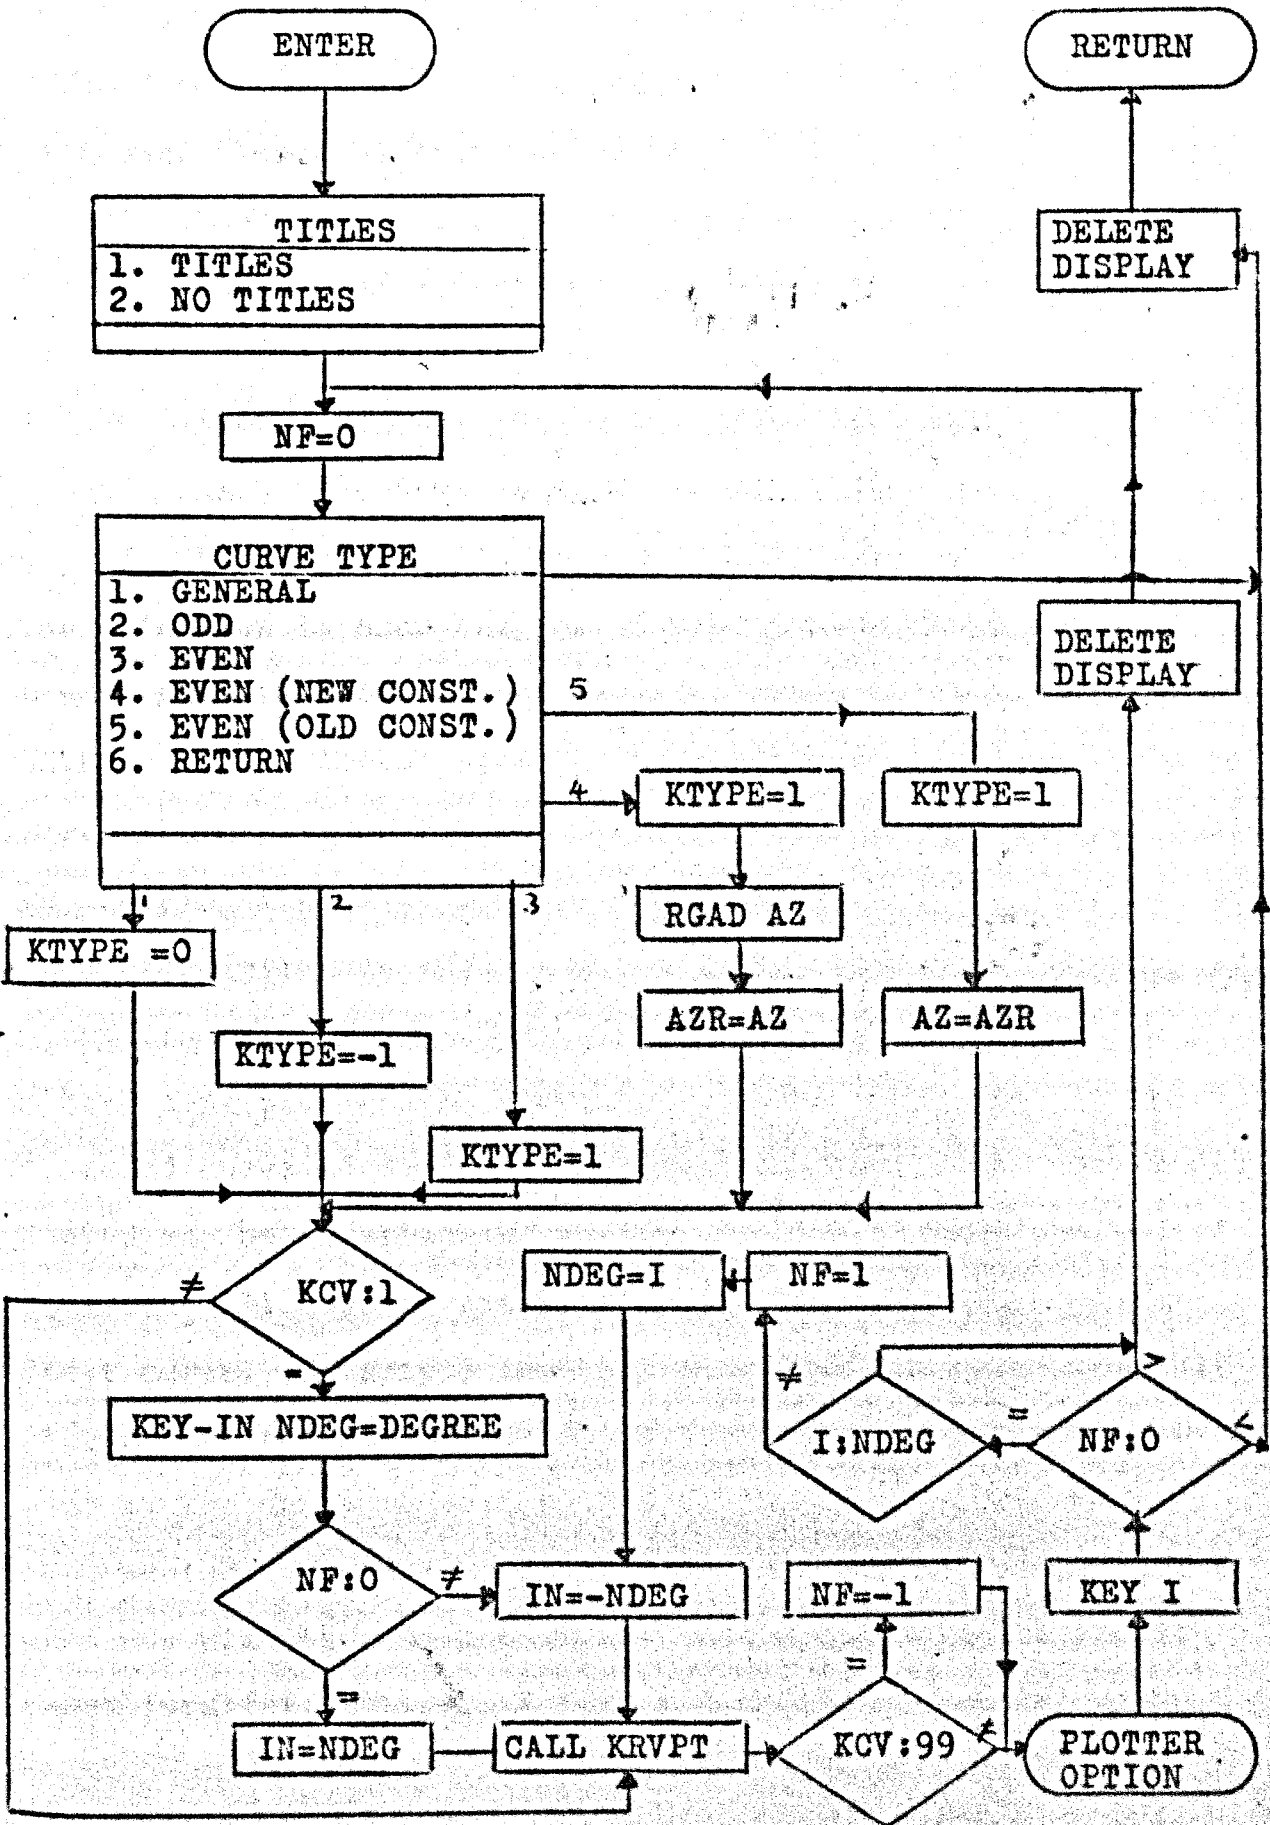 ENTER
RETURN
TITLES
1. TITLES
2. NO TITLES
DELETE
DISPLAY
NF=0
CURVE TYPE
1. GENERAL
2. ODD
3. EVEN
4. EVEN (NEW CONST.)
5. EVEN (OLD CONST.)
6. RETURN
5
DELETE
DISPLAY
4
KTYPE=1
KTYPE=1
1
2
3
RGAD AZ
KTYPE =0
AZR=AZ
AZ=AZR
KTYPE=-1
KTYPE=1
≠
KCV:1
=
NDEG=I
NF=1
KEY-IN NDEG=DEGREE
≠
I:NDEG
=
NF:0
>
<
NF:0
≠
=
IN=-NDEG
NF=-1
KEY I
IN=NDEG
CALL KRVPT
=
KCV:99
≠
PLOTTER
OPTION